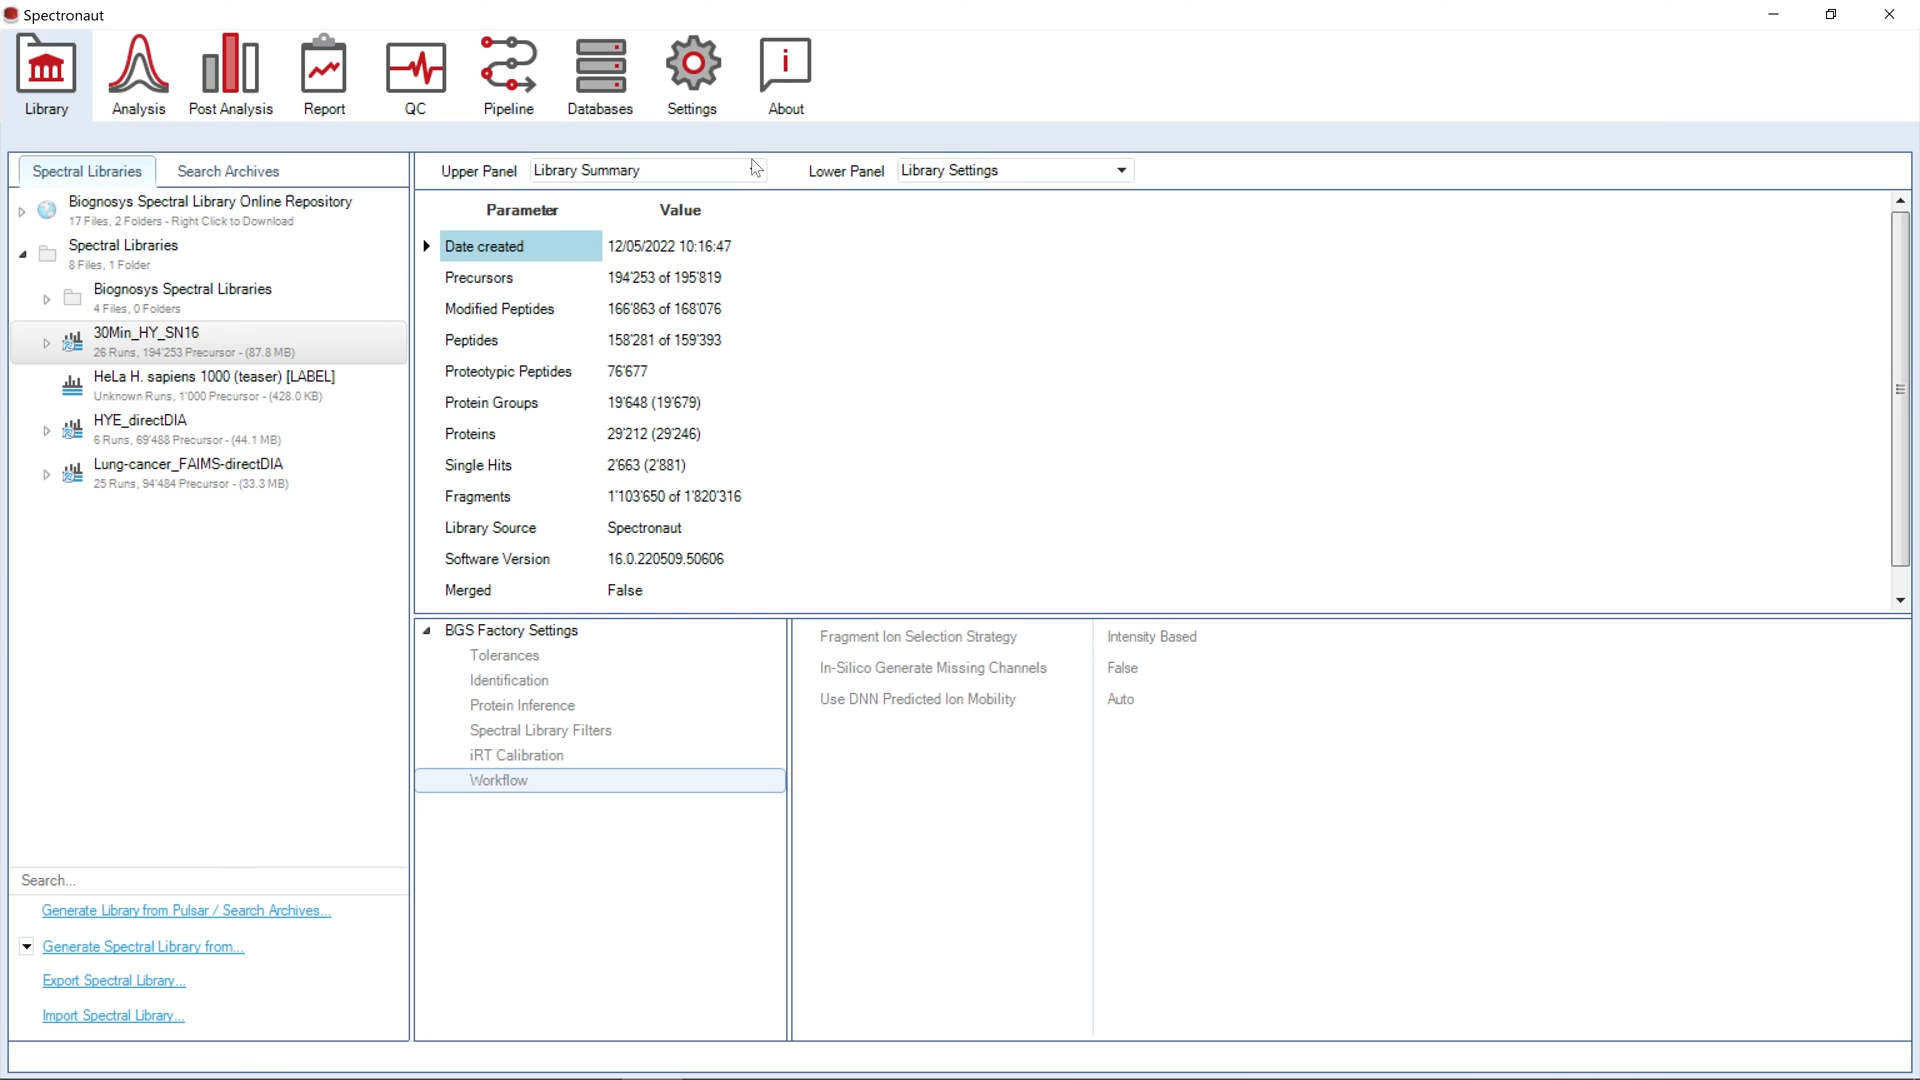 Spectronaut
Library
Analysis
Post Analysis
Report
QC
Pipeline
Databases
Settings
About
Spectral Libraries
Search Archives
Biognosys Spectral Library Online Repository
17 Files, 2 Folders - Right Click to Download
Spectral Libraries
8 Files, 1 Folder
Biognosys Spectral Libraries
4 Files, 0 Folders
30Min_HY_SN16
26 Runs, 194'253 Precursor - (87.8 MB)
HeLa H. sapiens 1000 (teaser) [LABEL]
Unknown Runs, 1'000 Precursor - (428.0 KB)
HYE_directDIA
6 Runs, 69'488 Precursor - (44.1 MB)
Lung-cancer_FAIMS-directDIA
25 Runs, 94'484 Precursor - (33.3 MB)
Search...
Generate Library from Pulsar / Search Archives...
Generate Spectral Library from...
Export Spectral Library...
Import Spectral Library...
Upper Panel Library Summary
Lower Panel Library Settings
Parameter Value
Date created 12/05/2022 10:16:47
Precursors 194'253 of 195'819
Modified Peptides 166'863 of 168'076
Peptides 158'281 of 159'393
Proteotypic Peptides 76'677
Protein Groups 19'648 (19'679)
Proteins 29'212 (29'246)
Single Hits 2'663 (2'881)
Fragments 1'103'650 of 1'820'316
Library Source Spectronaut
Software Version 16.0.220509.50606
Merged False
BGS Factory Settings
Tolerances
Identification
Protein Inference
Spectral Library Filters
iRT Calibration
Workflow
Fragment Ion Selection Strategy Intensity Based
In-Silico Generate Missing Channels False
Use DNN Predicted Ion Mobility Auto